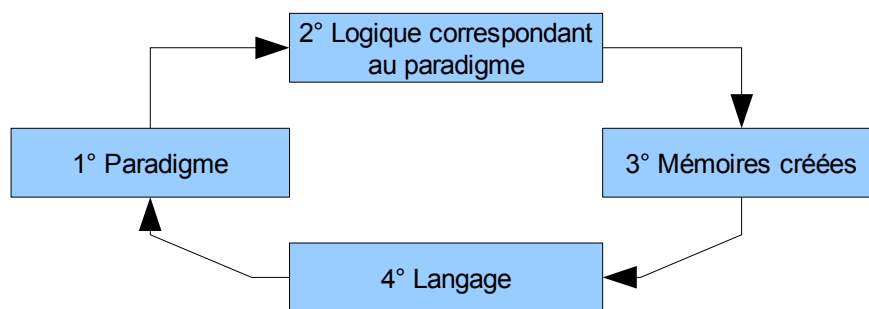 2° Logique correspondant
au paradigme
1° Paradigme
3° Mémoires créées
4° Langage